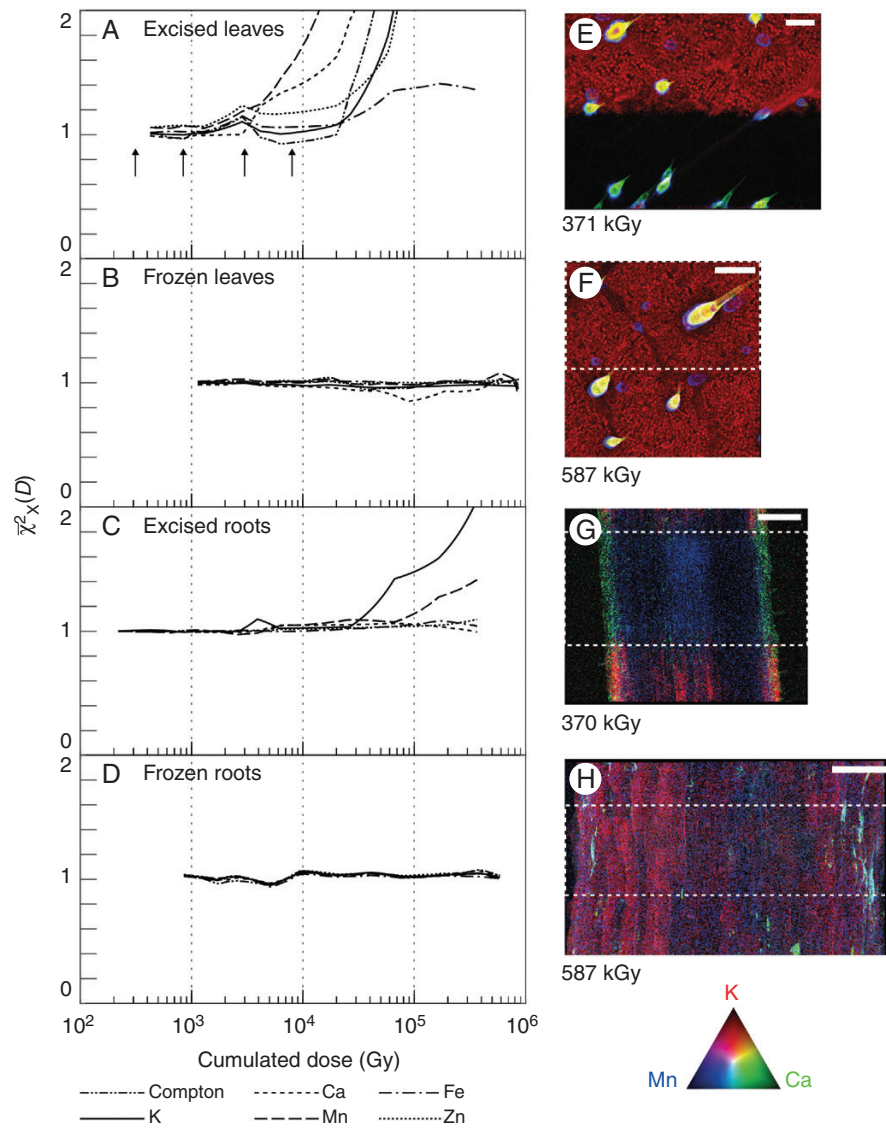 A Excised leaves
2
1
0
B Frozen leaves
2
1
0
C Excised roots
2
1
0
D Frozen roots
2
1
0
χ̅²X(D)
10² 10³ 10⁴ 10⁵ 10⁶
Cumulated dose (Gy)
Compton Ca Fe
K Mn Zn
E
371 kGy
F
587 kGy
G
370 kGy
H
587 kGy
K
Mn Ca